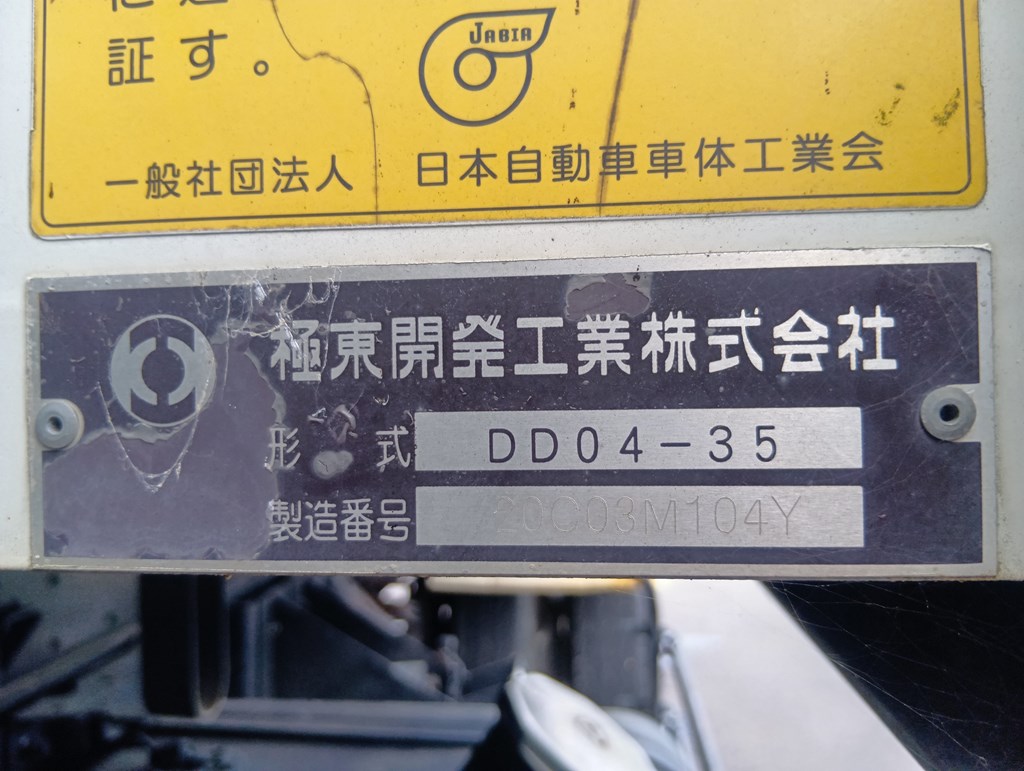 証す。
JABIA
一般社団法人 日本自動車車体工業会
極東開発工業株式会社
形式 DD04-35
製造番号